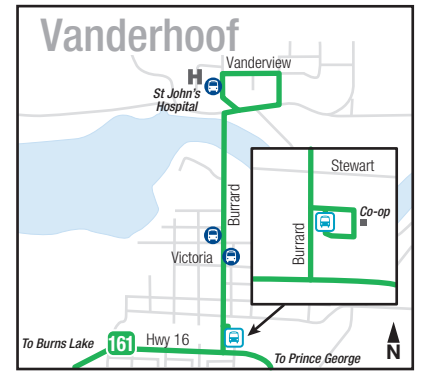 Vanderhoof
Vanderview
H
St John's
Hospital
Burrard
Stewart
Co-op
Burrard
Victoria
To Burns Lake
161
Hwy 16
To Prince George
N